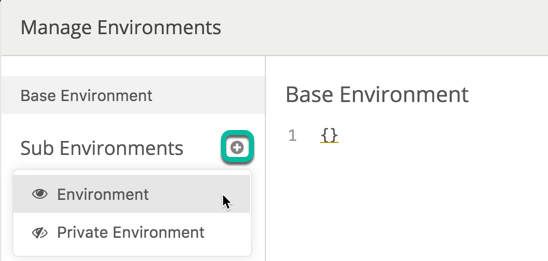 Manage Environments
Base Environment
Sub Environments
Environment
Private Environment
Base Environment
1 {}